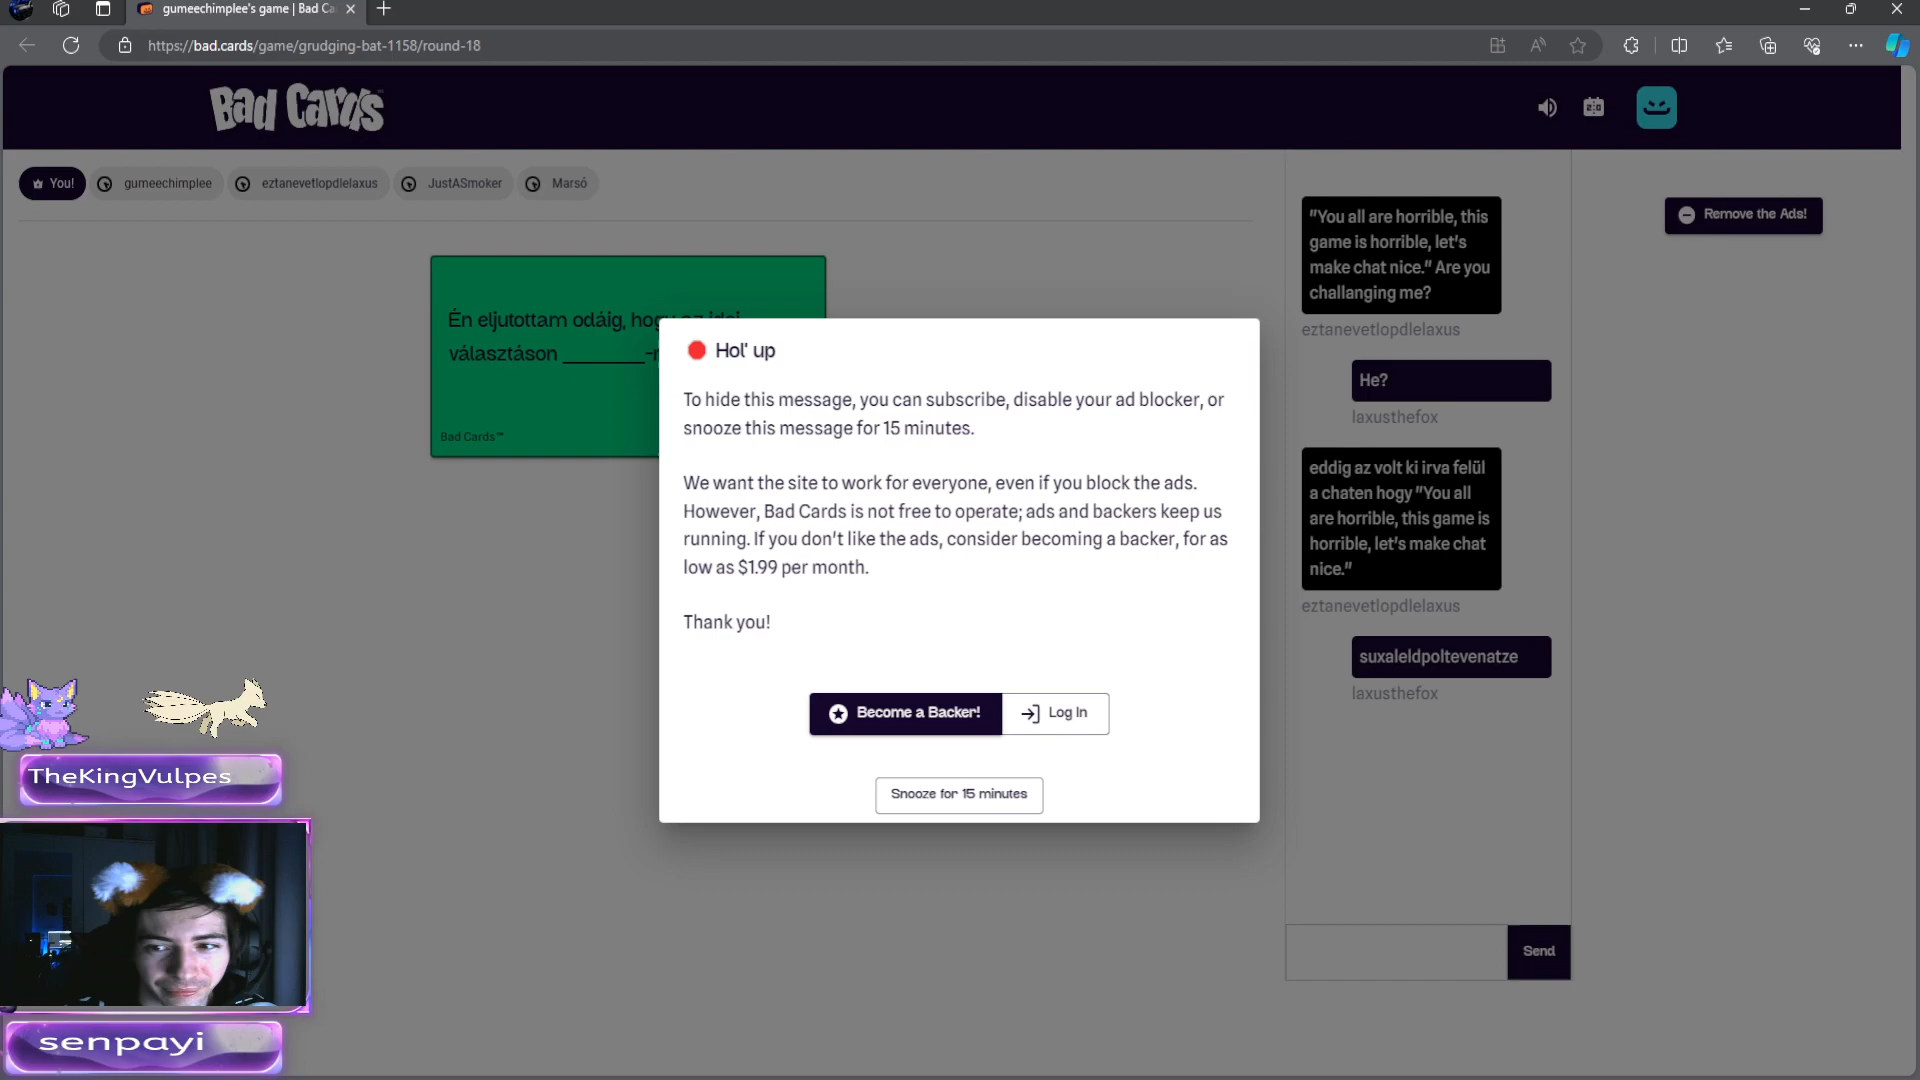 gumeechimplee's game | Bad Ca
https://bad.cards/game/grudging-bat-1158/round-18
Bad Cards
You!
gumeechimplee
eztanevetlopdlelaxus
JustASmoker
Marsó
Remove the Ads!
Én eljutottam odáig, hogy az idei
választáson ________-r
Bad Cards™
Hol' up
To hide this message, you can subscribe, disable your ad blocker, or
snooze this message for 15 minutes.
We want the site to work for everyone, even if you block the ads.
However, Bad Cards is not free to operate; ads and backers keep us
running. If you don't like the ads, consider becoming a backer, for as
low as $1.99 per month.
Thank you!
Become a Backer!
Log In
Snooze for 15 minutes
"You all are horrible, this
game is horrible, let's
make chat nice." Are you
challanging me?
eztanevetlopdlelaxus
He?
laxusthefox
eddig az volt ki irva felül
a chaten hogy "You all
are horrible, this game is
horrible, let's make chat
nice."
eztanevetlopdlelaxus
suxaleldpoltevenatze
laxusthefox
Send
TheKingVulpes
senpayi